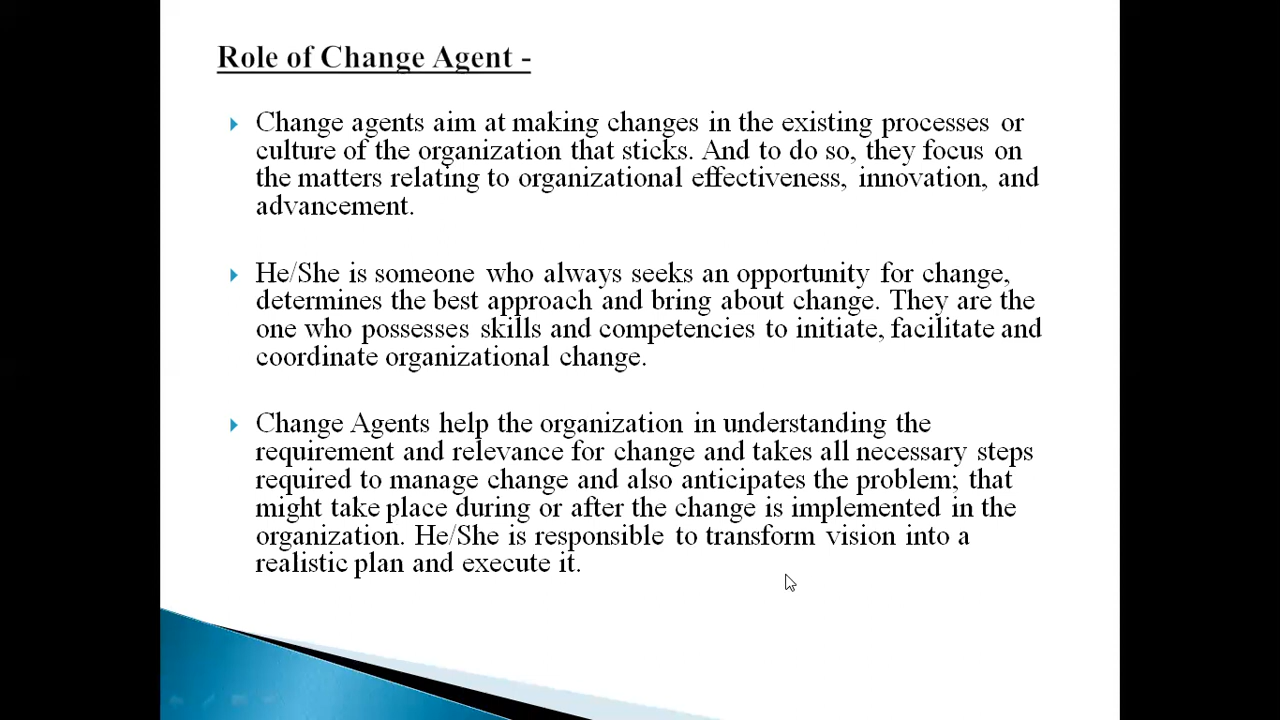 Role of Change Agent -
Change agents aim at making changes in the existing processes or
culture of the organization that sticks. And to do so, they focus on
the matters relating to organizational effectiveness, innovation, and
advancement.
He/She is someone who always seeks an opportunity for change,
determines the best approach and bring about change. They are the
one who possesses skills and competencies to initiate, facilitate and
coordinate organizational change.
Change Agents help the organization in understanding the
requirement and relevance for change and takes all necessary steps
required to manage change and also anticipates the problem; that
might take place during or after the change is implemented in the
organization. He/She is responsible to transform vision into a
realistic plan and execute it.